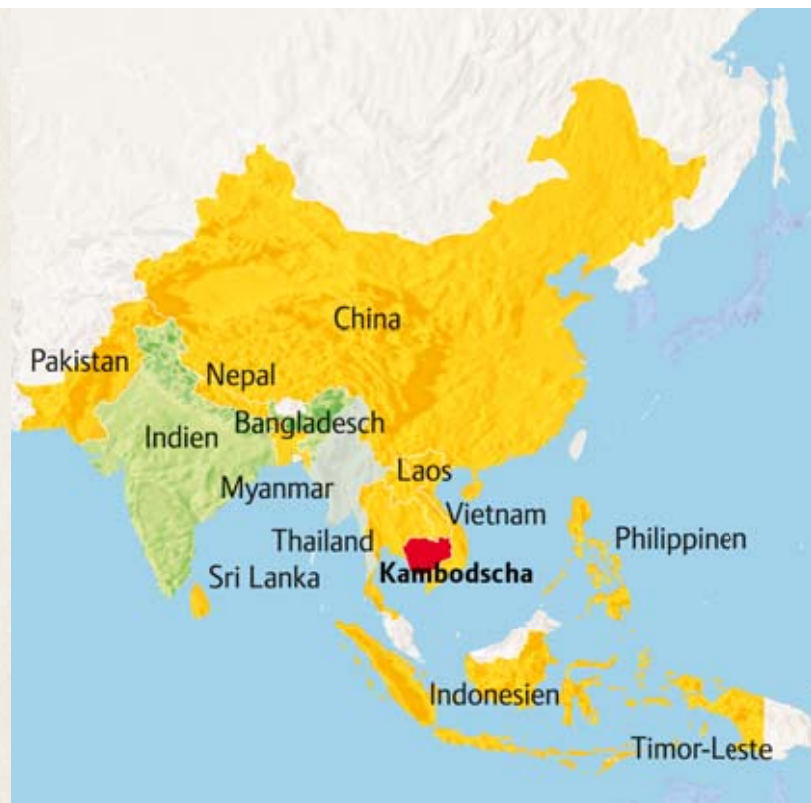 China
Pakistan
Nepal
Bangladesch
Indien
Laos
Myanmar
Vietnam
Thailand
Philippinen
Kambodscha
Sri Lanka
Indonesien
Timor-Leste